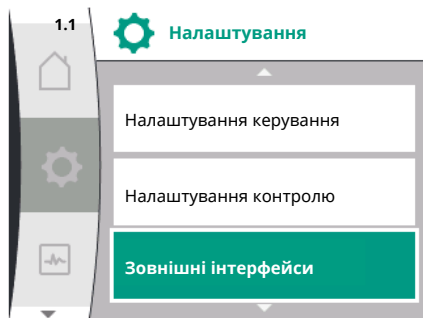 1.1
Налаштування
Налаштування керування
Налаштування контролю
Зовнішні інтерфейси